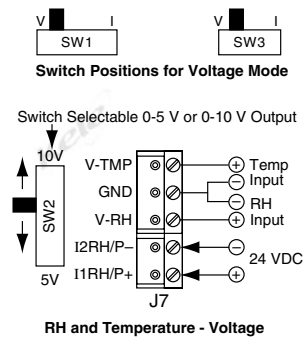 V I V I
SW1 SW3
Switch Positions for Voltage Mode
Switch Selectable 0-5 V or 0-10 V Output
10V
SW2
5V
V-TMP
GND
V-RH
I2RH/P−
I1RH/P+
J7
+ Temp
− Input
− RH
+ Input
−
24 VDC
+
RH and Temperature - Voltage